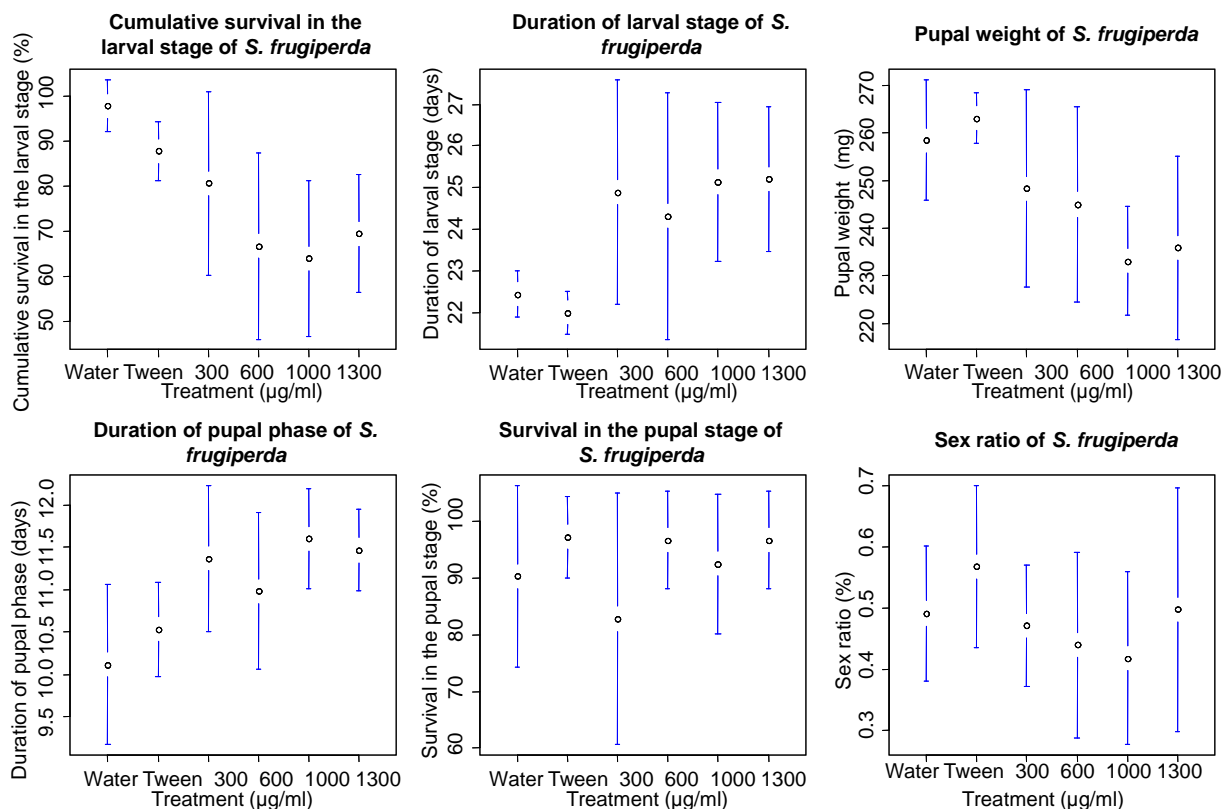 Cumulative survival in the
larval stage of S. frugiperda
Cumulative survival in the larval stage (%)
100
90
80
70
60
50
Water Tween 300 600 1000 1300
Treatment (µg/ml)
Duration of larval stage of S.
frugiperda
Duration of larval stage (days)
27
26
25
24
23
22
Water Tween 300 600 1000 1300
Treatment (µg/ml)
Pupal weight of S. frugiperda
Pupal weight (mg)
270
260
250
240
230
220
Water Tween 300 600 1000 1300
Treatment (µg/ml)
Duration of pupal phase of S.
frugiperda
Duration of pupal phase (days)
12.0
11.5
11.0
10.5
10.0
9.5
Water Tween 300 600 1000 1300
Treatment (µg/ml)
Survival in the pupal stage of
S. frugiperda
Survival in the pupal stage (%)
100
90
80
70
60
Water Tween 300 600 1000 1300
Treatment (µg/ml)
Sex ratio of S. frugiperda
Sex ratio (%)
0.7
0.6
0.5
0.4
0.3
Water Tween 300 600 1000 1300
Treatment (µg/ml)